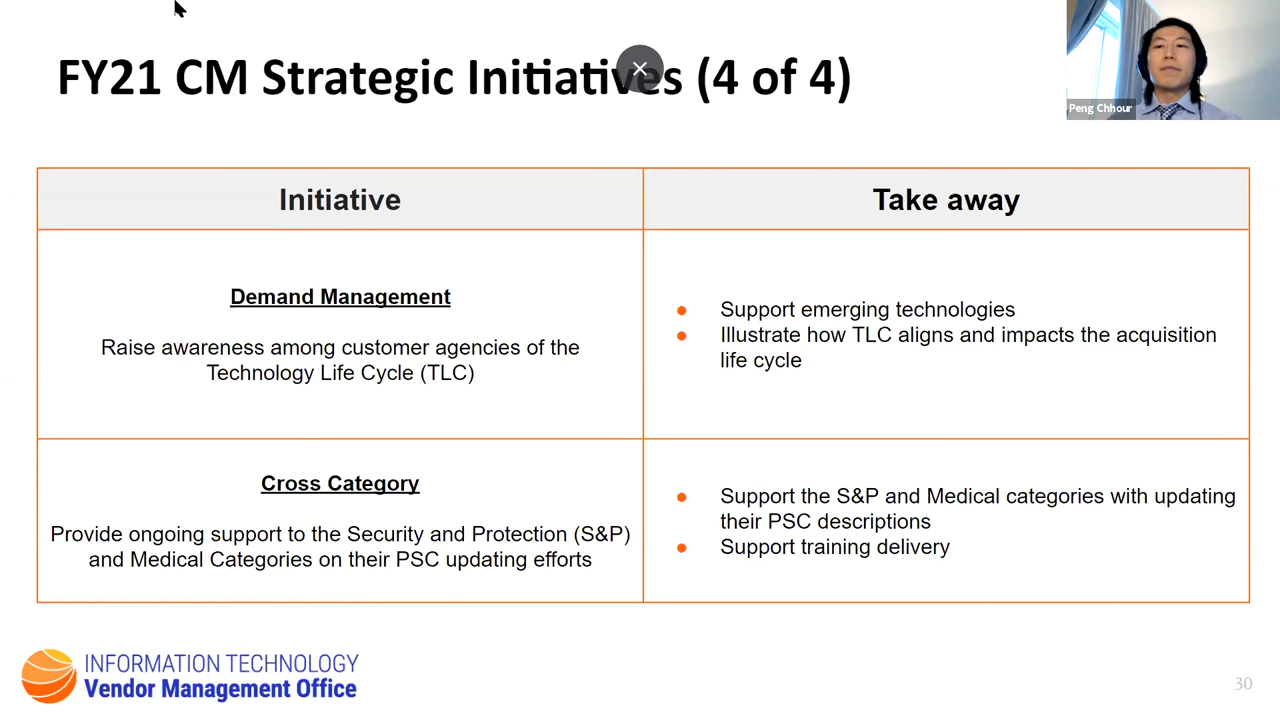 FY21 CM Strategic Initiatives (4 of 4)
Peng Chhour
Initiative
Take away
Demand Management
Raise awareness among customer agencies of the
Technology Life Cycle (TLC)
● Support emerging technologies
● Illustrate how TLC aligns and impacts the acquisition
life cycle
Cross Category
Provide ongoing support to the Security and Protection (S&P)
and Medical Categories on their PSC updating efforts
● Support the S&P and Medical categories with updating
their PSC descriptions
● Support training delivery
INFORMATION TECHNOLOGY
Vendor Management Office
30